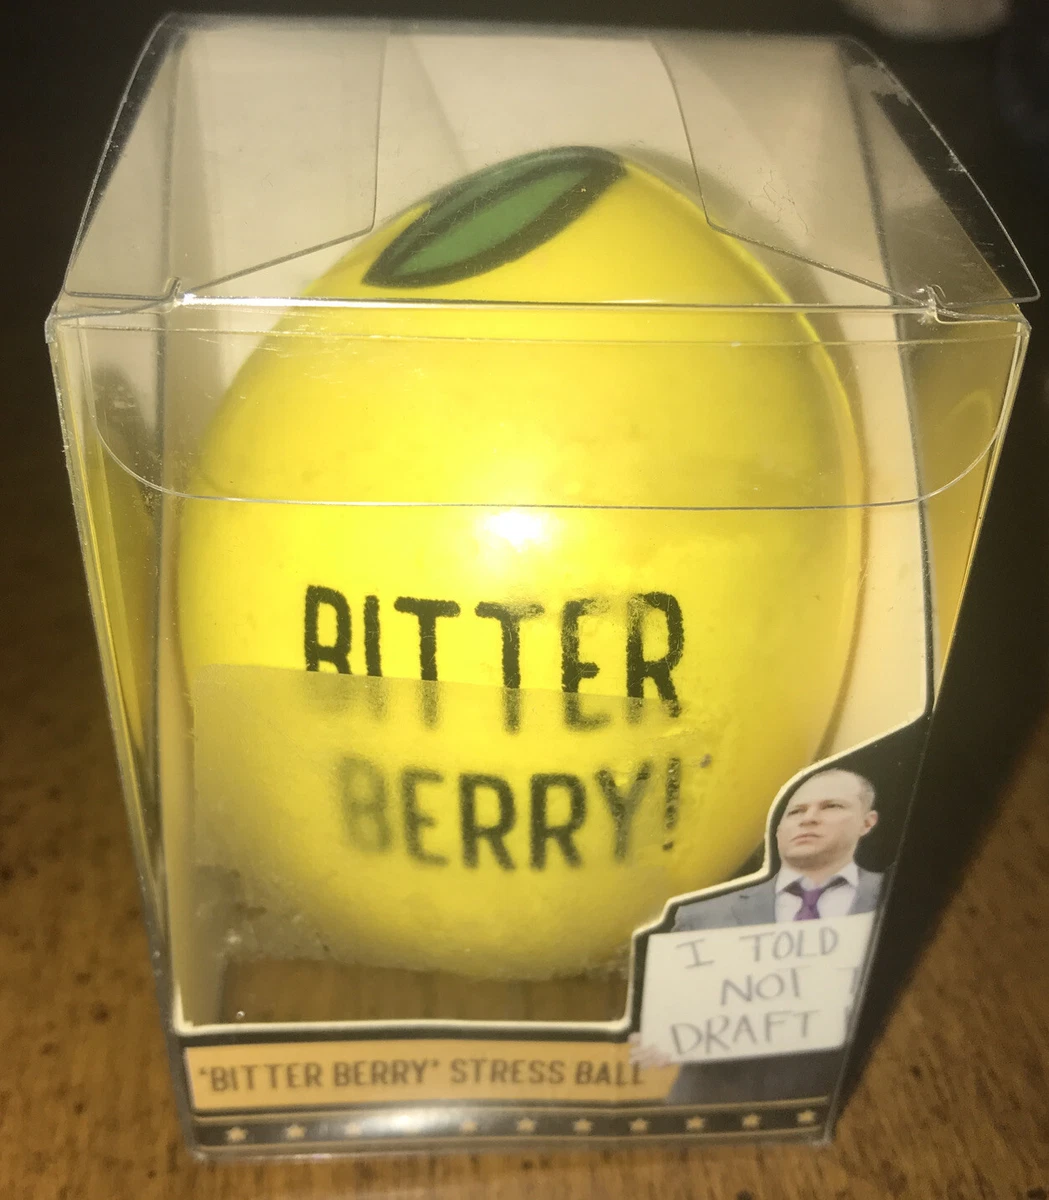 BITTER
BERRY!
I TOLD
NOT
DRAFT
'BITTER BERRY' STRESS BALL